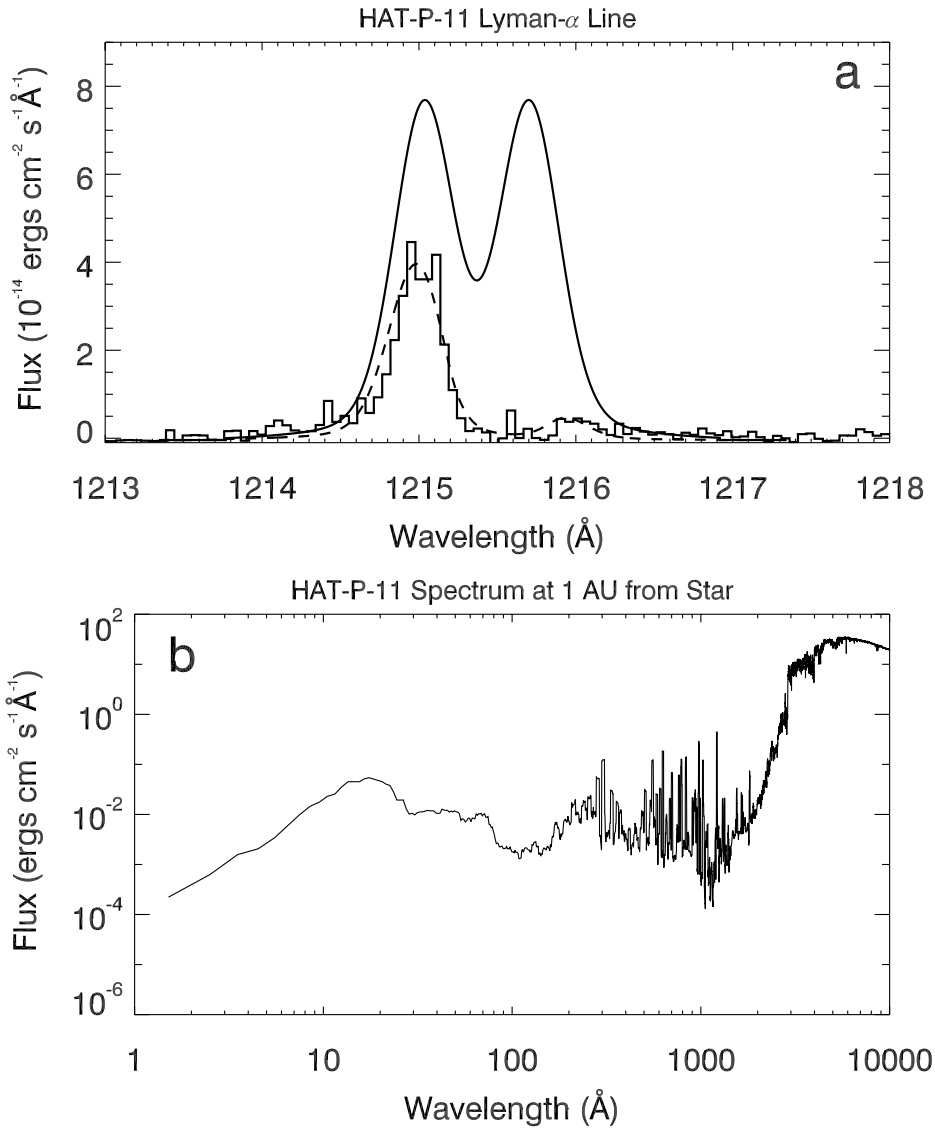 HAT-P-11 Lyman-α Line
a
Flux (10⁻¹⁴ ergs cm⁻² s⁻¹Å⁻¹)
8
6
4
2
0
1213 1214 1215 1216 1217 1218
Wavelength (Å)
HAT-P-11 Spectrum at 1 AU from Star
b
Flux (ergs cm⁻² s⁻¹Å⁻¹)
10²
10⁰
10⁻²
10⁻⁴
10⁻⁶
1 10 100 1000 10000
Wavelength (Å)